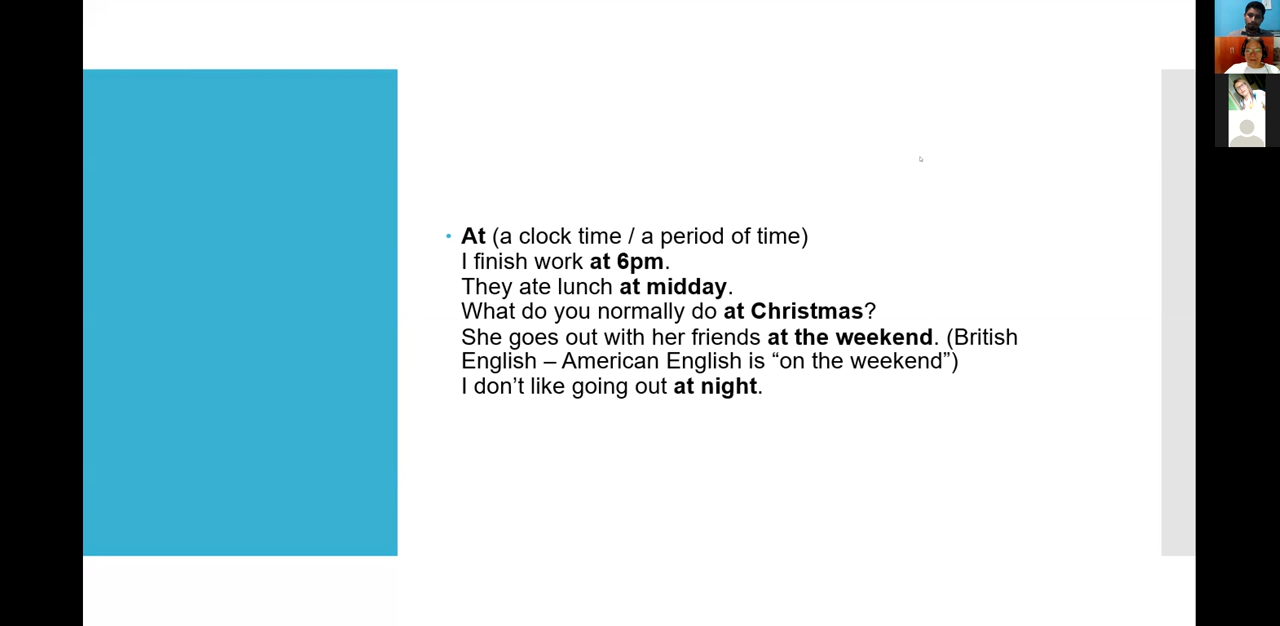 • At (a clock time / a period of time)
I finish work at 6pm.
They ate lunch at midday.
What do you normally do at Christmas?
She goes out with her friends at the weekend. (British
English – American English is “on the weekend”)
I don’t like going out at night.